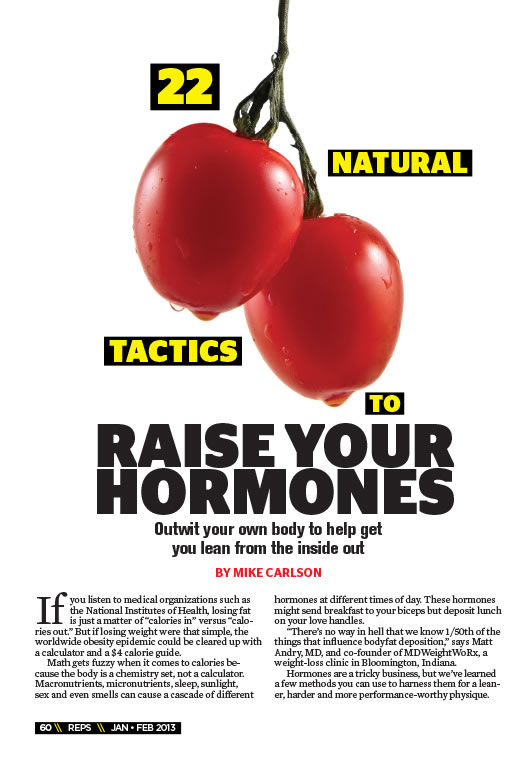 22
NATURAL
TACTICS
TO
RAISE YOUR
HORMONES
Outwit your own body to help get
you lean from the inside out
BY MIKE CARLSON
If you listen to medical organizations such as
the National Institutes of Health, losing fat
is just a matter of “calories in” versus “calo-
ries out.” But if losing weight were that simple, the
worldwide obesity epidemic could be cleared up with
a calculator and a $4 calorie guide.
Math gets fuzzy when it comes to calories be-
cause the body is a chemistry set, not a calculator.
Macronutrients, micronutrients, sleep, sunlight,
sex and even smells can cause a cascade of different
hormones at different times of day. These hormones
might send breakfast to your biceps but deposit lunch
on your love handles.
“There’s no way in hell that we know 1/50th of the
things that influence bodyfat deposition,” says Matt
Andry, MD, and co-founder of MDWeightWoRx, a
weight-loss clinic in Bloomington, Indiana.
Hormones are a tricky business, but we’ve learned
a few methods you can use to harness them for a lean-
er, harder and more performance-worthy physique.
60 \\ REPS \\ JAN • FEB 2013